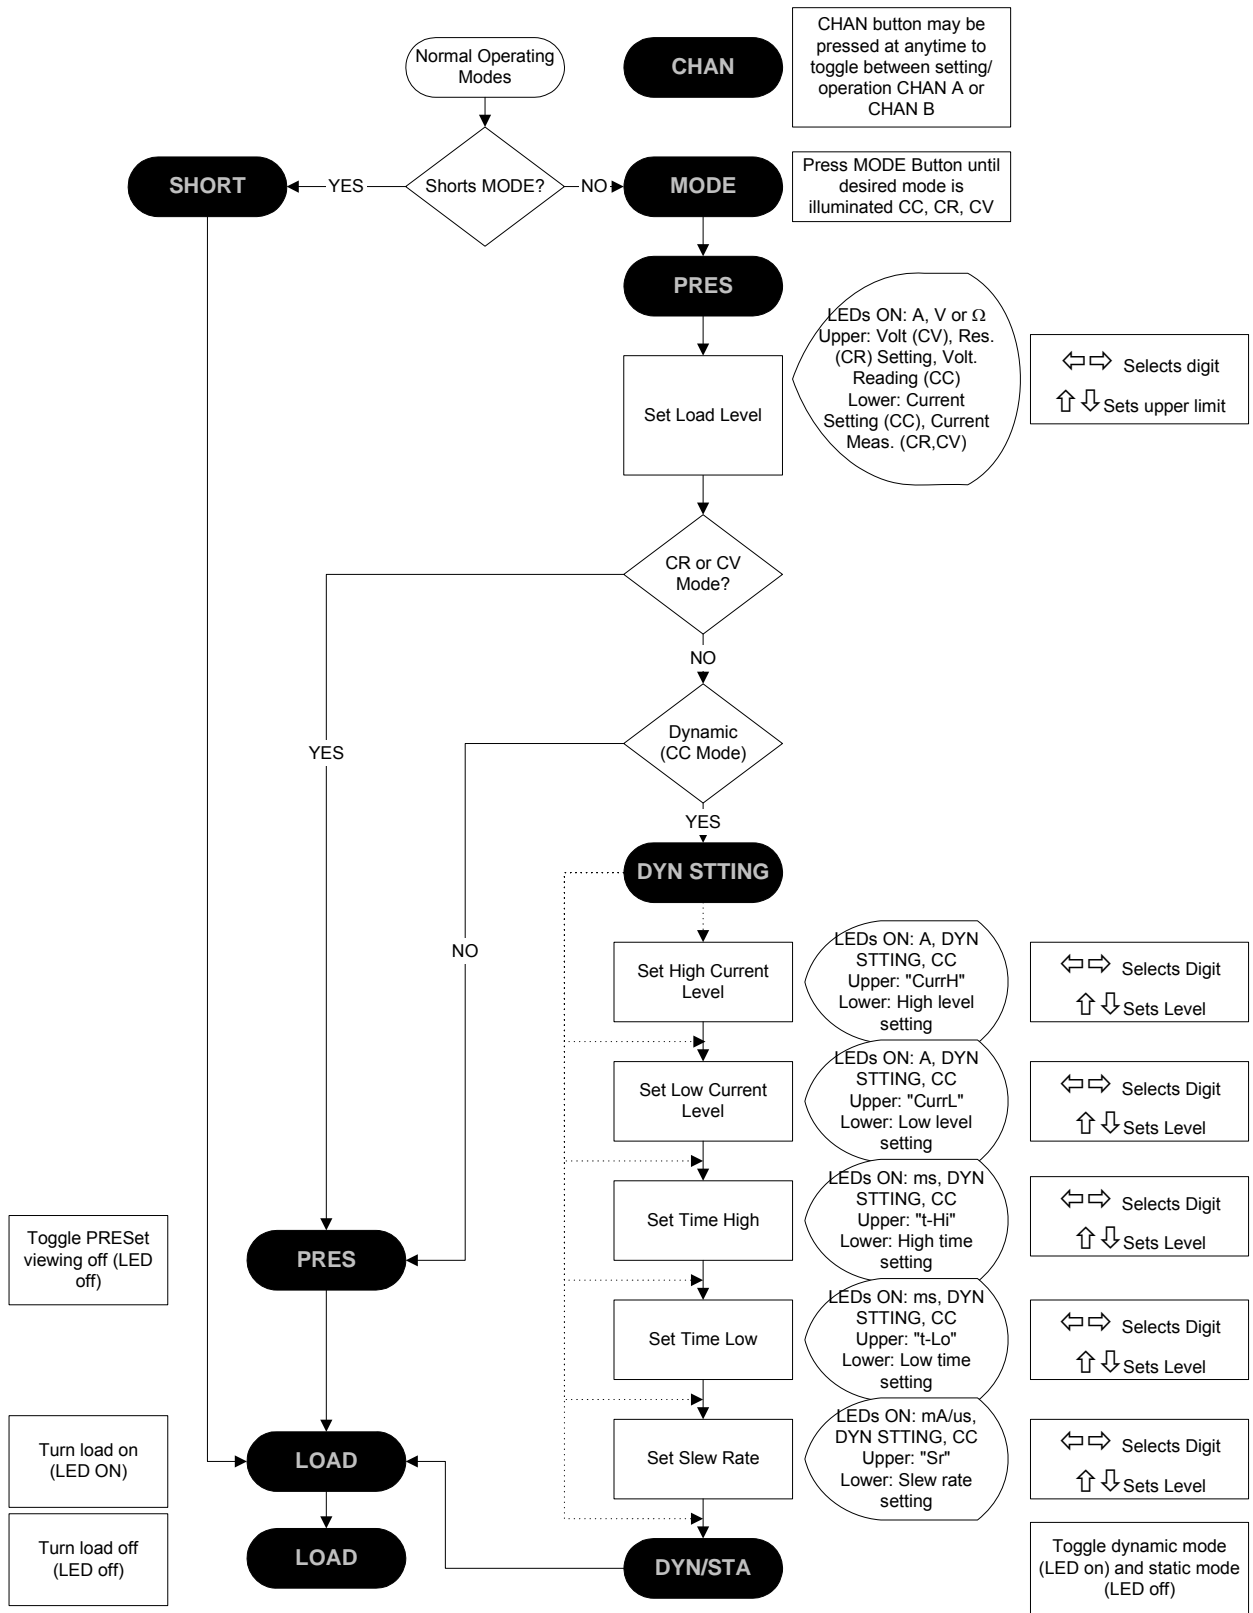 Normal Operating
Modes
CHAN
CHAN button may be
pressed at anytime to
toggle between setting/
operation CHAN A or
CHAN B
SHORT
YES
Shorts MODE?
NO
MODE
Press MODE Button until
desired mode is
illuminated CC, CR, CV
PRES
Set Load Level
LEDs ON: A, V or Ω
Upper: Volt (CV), Res.
(CR) Setting, Volt.
Reading (CC)
Lower: Current
Setting (CC), Current
Meas. (CR,CV)
⇦⇨ Selects digit
⇧⇩ Sets upper limit
CR or CV
Mode?
NO
YES
Dynamic
(CC Mode)
YES
NO
DYN STTING
Set High Current
Level
LEDs ON: A, DYN
STTING, CC
Upper: "CurrH"
Lower: High level
setting
⇦⇨ Selects Digit
⇧⇩ Sets Level
Set Low Current
Level
LEDs ON: A, DYN
STTING, CC
Upper: "CurrL"
Lower: Low level
setting
⇦⇨ Selects Digit
⇧⇩ Sets Level
Set Time High
LEDs ON: ms, DYN
STTING, CC
Upper: "t-Hi"
Lower: High time
setting
⇦⇨ Selects Digit
⇧⇩ Sets Level
Toggle PRESet
viewing off (LED
off)
PRES
Set Time Low
LEDs ON: ms, DYN
STTING, CC
Upper: "t-Lo"
Lower: Low time
setting
⇦⇨ Selects Digit
⇧⇩ Sets Level
Turn load on
(LED ON)
LOAD
Set Slew Rate
LEDs ON: mA/us,
DYN STTING, CC
Upper: "Sr"
Lower: Slew rate
setting
⇦⇨ Selects Digit
⇧⇩ Sets Level
Turn load off
(LED off)
LOAD
DYN/STA
Toggle dynamic mode
(LED on) and static mode
(LED off)